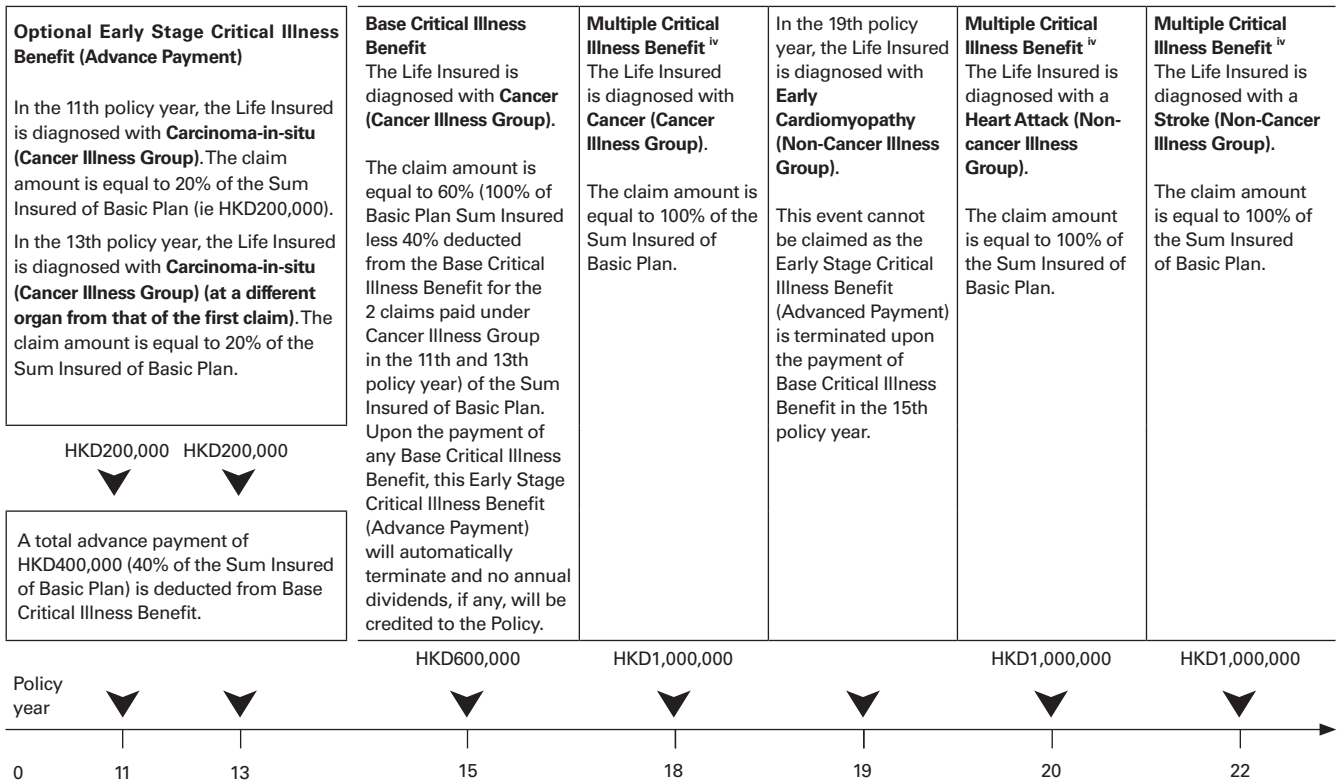 Optional Early Stage Critical Illness
Benefit (Advance Payment)
In the 11th policy year, the Life Insured
is diagnosed with Carcinoma-in-situ
(Cancer Illness Group). The claim
amount is equal to 20% of the Sum
Insured of Basic Plan (ie HKD200,000).
In the 13th policy year, the Life Insured
is diagnosed with Carcinoma-in-situ
(Cancer Illness Group) (at a different
organ from that of the first claim). The
claim amount is equal to 20% of the
Sum Insured of Basic Plan.
HKD200,000 HKD200,000
A total advance payment of
HKD400,000 (40% of the Sum Insured
of Basic Plan) is deducted from Base
Critical Illness Benefit.
Base Critical Illness
Benefit
The Life Insured is
diagnosed with Cancer
(Cancer Illness Group).
The claim amount is
equal to 60% (100% of
Basic Plan Sum Insured
less 40% deducted
from the Base Critical
Illness Benefit for the
2 claims paid under
Cancer Illness Group
in the 11th and 13th
policy year) of the Sum
Insured of Basic Plan.
Upon the payment of
any Base Critical Illness
Benefit, this Early Stage
Critical Illness Benefit
(Advance Payment)
will automatically
terminate and no annual
dividends, if any, will be
credited to the Policy.
HKD600,000
Multiple Critical
Illness Benefit iv
The Life Insured
is diagnosed with
Cancer (Cancer
Illness Group).
The claim amount is
equal to 100% of the
Sum Insured of
Basic Plan.
HKD1,000,000
In the 19th policy
year, the Life Insured
is diagnosed with
Early
Cardiomyopathy
(Non-Cancer Illness
Group).
This event cannot
be claimed as the
Early Stage Critical
Illness Benefit
(Advanced Payment)
is terminated upon
the payment of
Base Critical Illness
Benefit in the 15th
policy year.
Multiple Critical
Illness Benefit iv
The Life Insured is
diagnosed with a
Heart Attack (Non-
cancer Illness
Group).
The claim amount
is equal to 100% of
the Sum Insured of
Basic Plan.
HKD1,000,000
Multiple Critical
Illness Benefit iv
The Life Insured is
diagnosed with a
Stroke (Non-Cancer
Illness Group).
The claim amount
is equal to 100% of
the Sum Insured
of Basic Plan.
HKD1,000,000
Policy
year
0 11 13 15 18 19 20 22